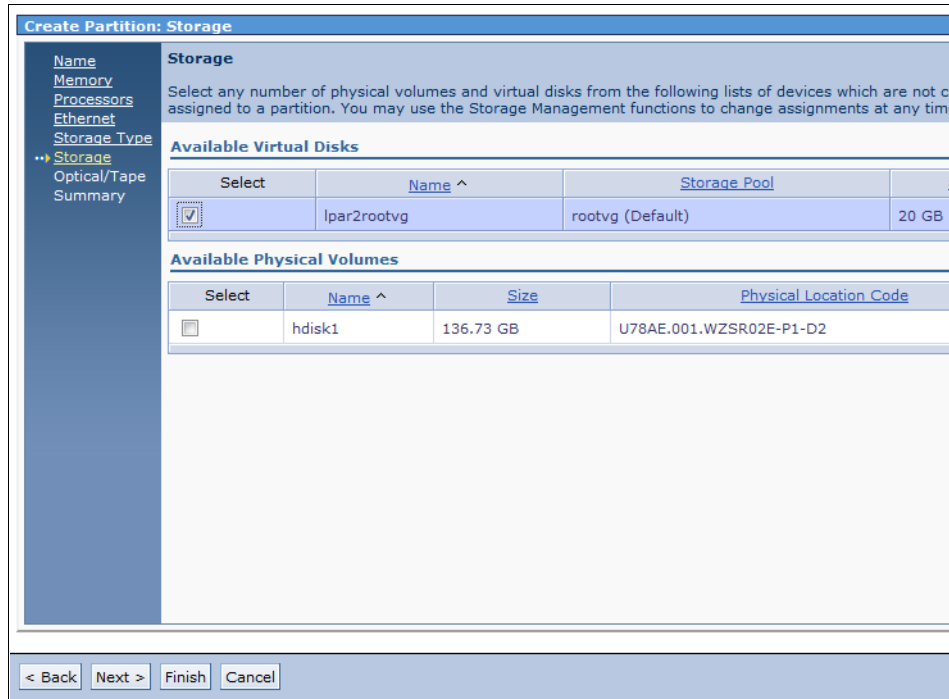 Create Partition: Storage
Name
Memory
Processors
Ethernet
Storage Type
Storage
Optical/Tape
Summary
Storage
Select any number of physical volumes and virtual disks from the following lists of devices which are not
assigned to a partition. You may use the Storage Management functions to change assignments at any
Available Virtual Disks
Select Name ^ Storage Pool
lpar2rootvg rootvg (Default) 20 GB
Available Physical Volumes
Select Name ^ Size Physical Location Code
hdisk1 136.73 GB U78AE.001.WZSR02E-P1-D2
< Back Next > Finish Cancel